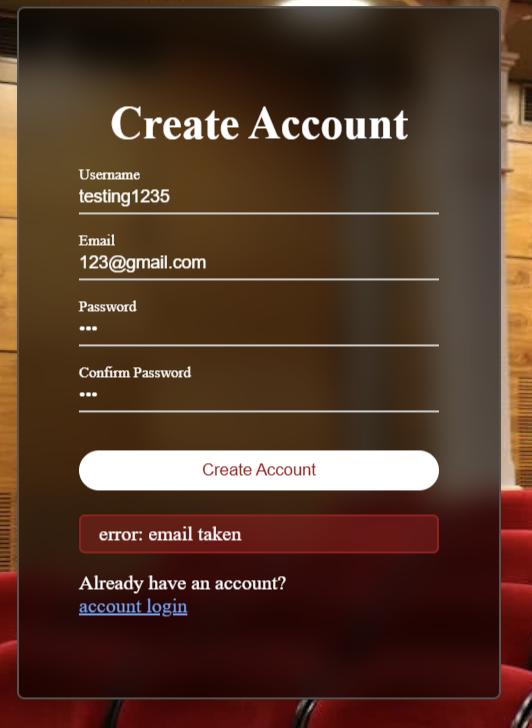 Create Account
Username
testing1235
Email
123@gmail.com
Password
•••
Confirm Password
•••
Create Account
error: email taken
Already have an account?
account login